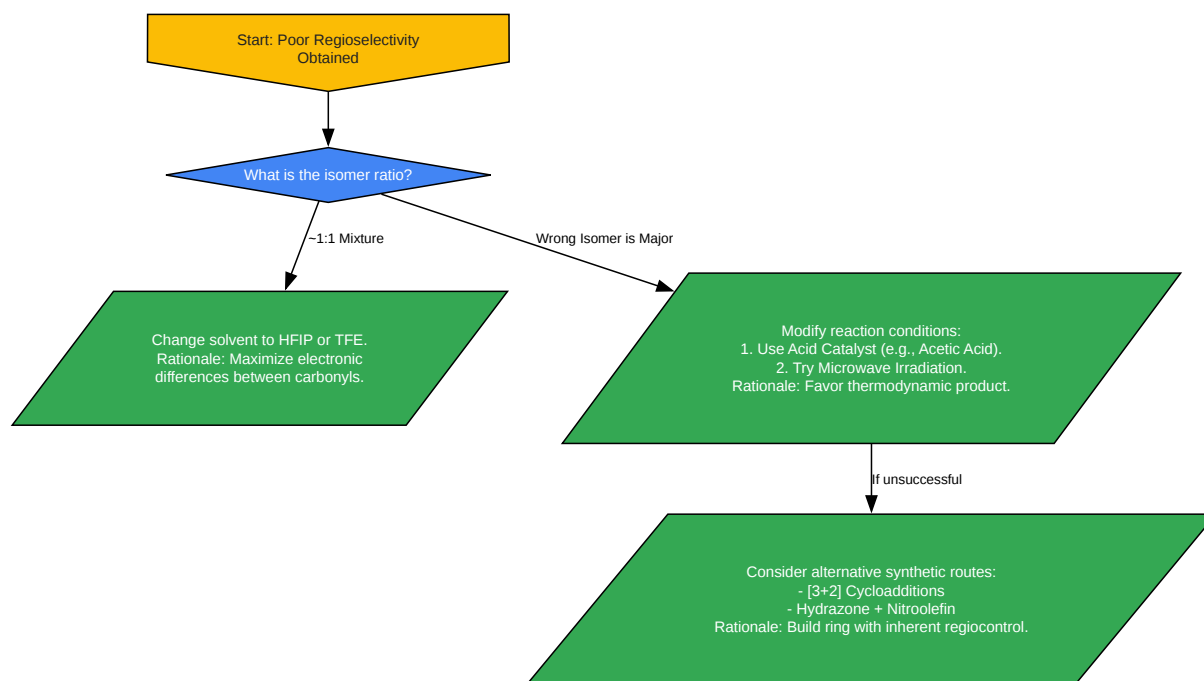 Start: Poor Regioselectivity
Obtained
What is the isomer ratio?
~1:1 Mixture
Wrong Isomer is Major
Change solvent to HFIP or TFE.
Rationale: Maximize electronic
differences between carbonyls.
Modify reaction conditions:
1. Use Acid Catalyst (e.g., Acetic Acid).
2. Try Microwave Irradiation.
Rationale: Favor thermodynamic product.
If unsuccessful
Consider alternative synthetic routes:
- [3+2] Cycloadditions
- Hydrazone + Nitroolefin
Rationale: Build ring with inherent regiocontrol.